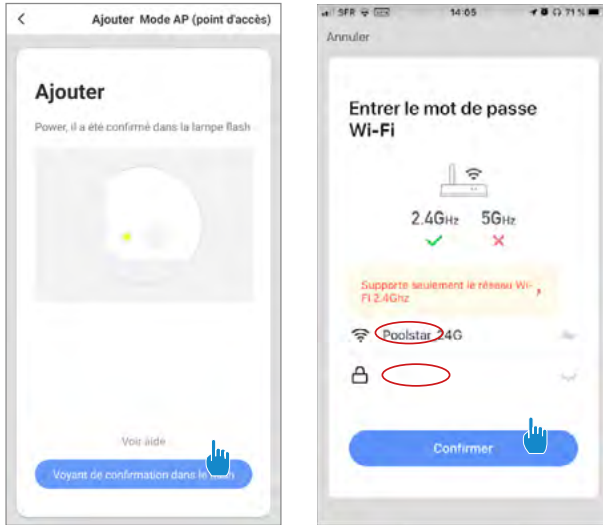 Ajouter Mode AP (point d'accès)
Ajouter
Power, il a été confirmé dans la lampe flash
Voir aide
Voyant de confirmation dans le flash
SFR 14:05 71 %
Annuler
Entrer le mot de passe
Wi-Fi
2.4GHz 5GHz
Supporte seulement le réseau Wi-
Fi 2.4Ghz
Poolstar_24G
Confirmer